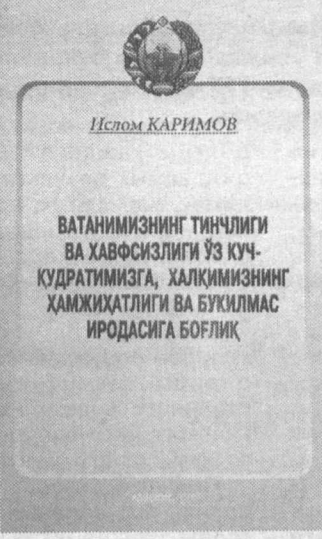 Ислом КАРИМОВ
ВАТАНИМИЗНИНГ ТИНЧЛИГИ
ВА ХАВФСИЗЛИГИ ЎЗ КУЧ-
ҚУДРАТИМИЗГА, ХАЛҚИМИЗНИНГ
ҲАМЖИҲАТЛИГИ ВА БУКИЛМАС
ИРОДАСИГА БОҒЛИҚ